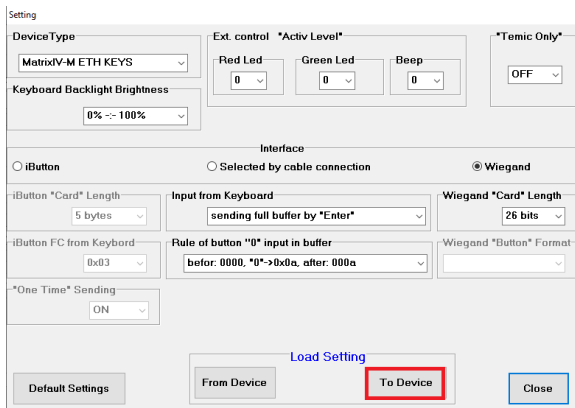 Setting
DeviceType
MatrixIV-M ETH KEYS
Ext. control "Activ Level"
Red Led
0
Green Led
0
Beep
0
"Temic Only"
OFF
Keyboard Backlight Brightness
0% -:- 100%
Interface
iButton
Selected by cable connection
Wiegand
iButton "Card" Length
5 bytes
Input from Keyboard
sending full buffer by "Enter"
Wiegand "Card" Length
26 bits
iButton FC from Keybord
0x03
Rule of button "0" input in buffer
befor: 0000, "0"->0x0a, after: 000a
Wiegand "Button" Format
"One Time" Sending
ON
Load Setting
Default Settings
From Device
To Device
Close